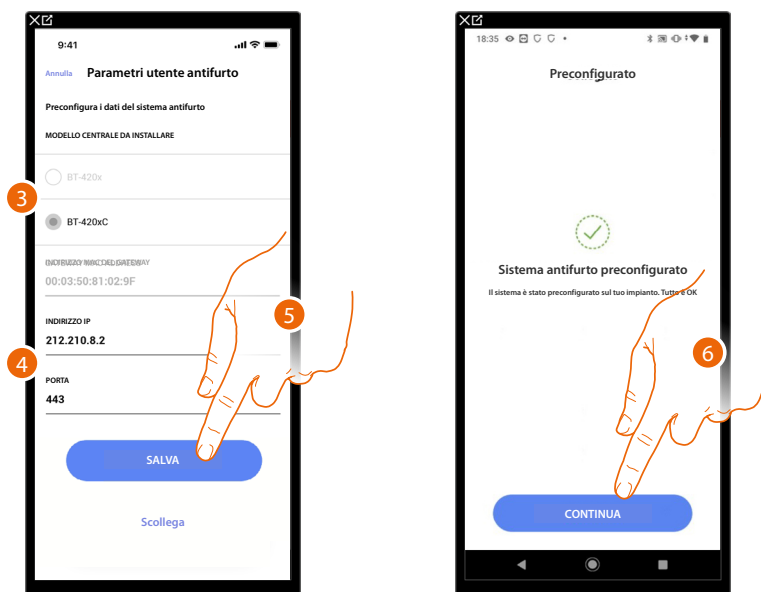 9:41
Annulla Parametri utente antifurto
Preconfigura i dati del sistema antifurto
MODELLO CENTRALE DA INSTALLARE
BT-420x
3
BT-420xC
00:03:50:81:02:9F
INDIRIZZO IP
5
212.210.8.2
4
PORTA
443
SALVA
Scollega
18:35
Preconfigurato
Sistema antifurto preconfigurato
Il sistema è stato preconfigurato sul tuo impianto. Tutto è OK
6
CONTINUA